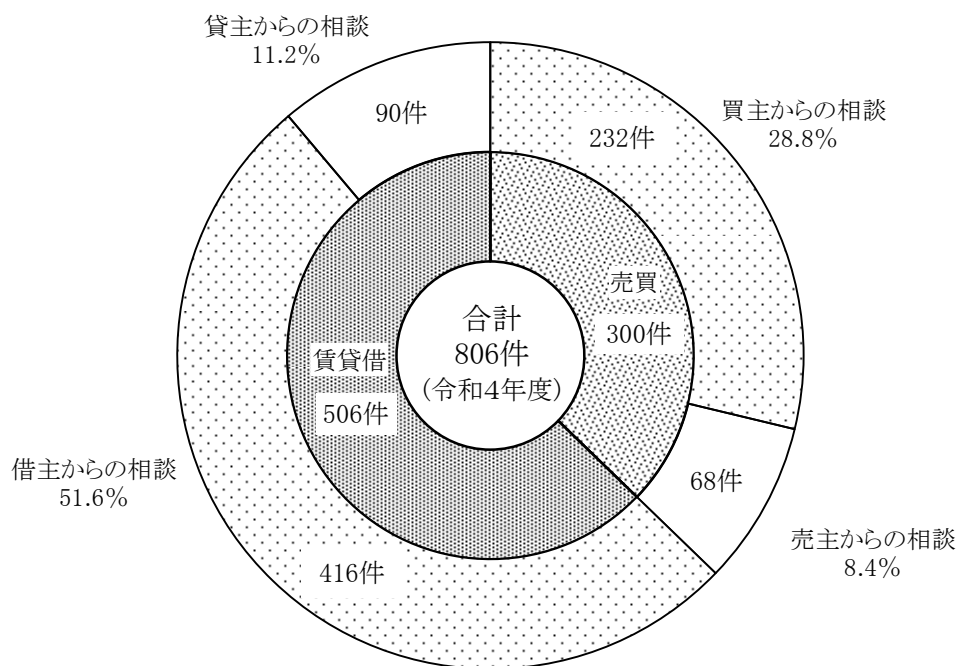 貸主からの相談
11.2%
90件
232件
買主からの相談
28.8%
売買
300件
合計
806件
(令和4年度)
賃貸借
506件
借主からの相談
51.6%
68件
売主からの相談
8.4%
416件